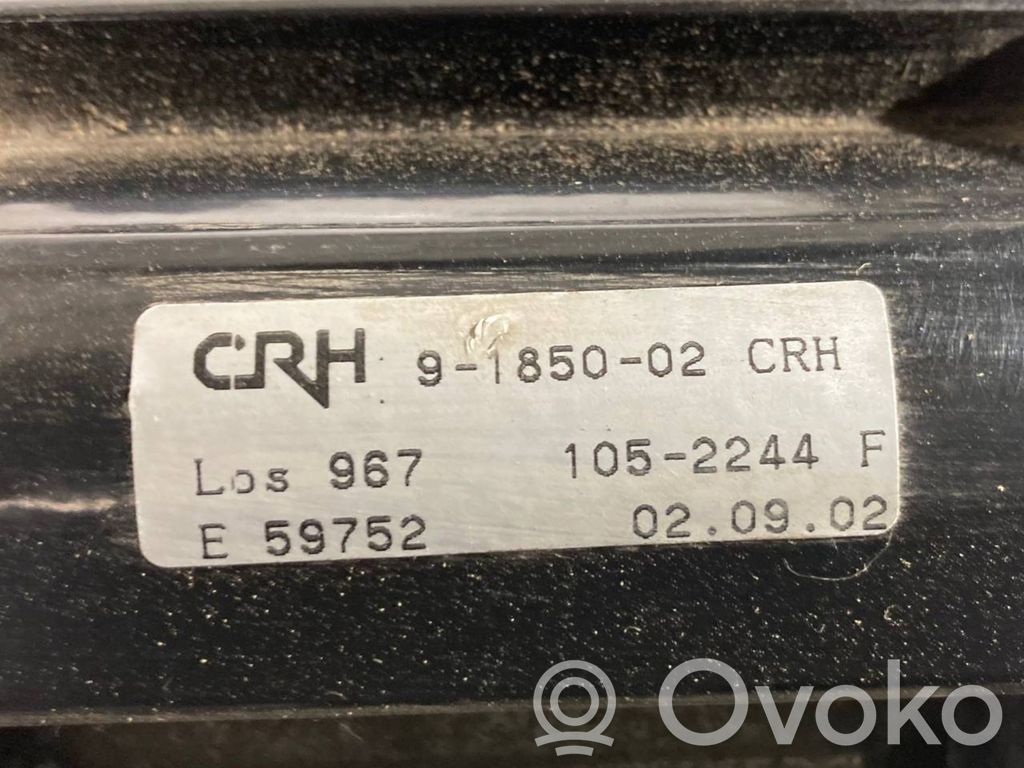 CRH 9-1850-02 CRH
Los 967 105-2244 F
E 59752 02.09.02
Ovoko